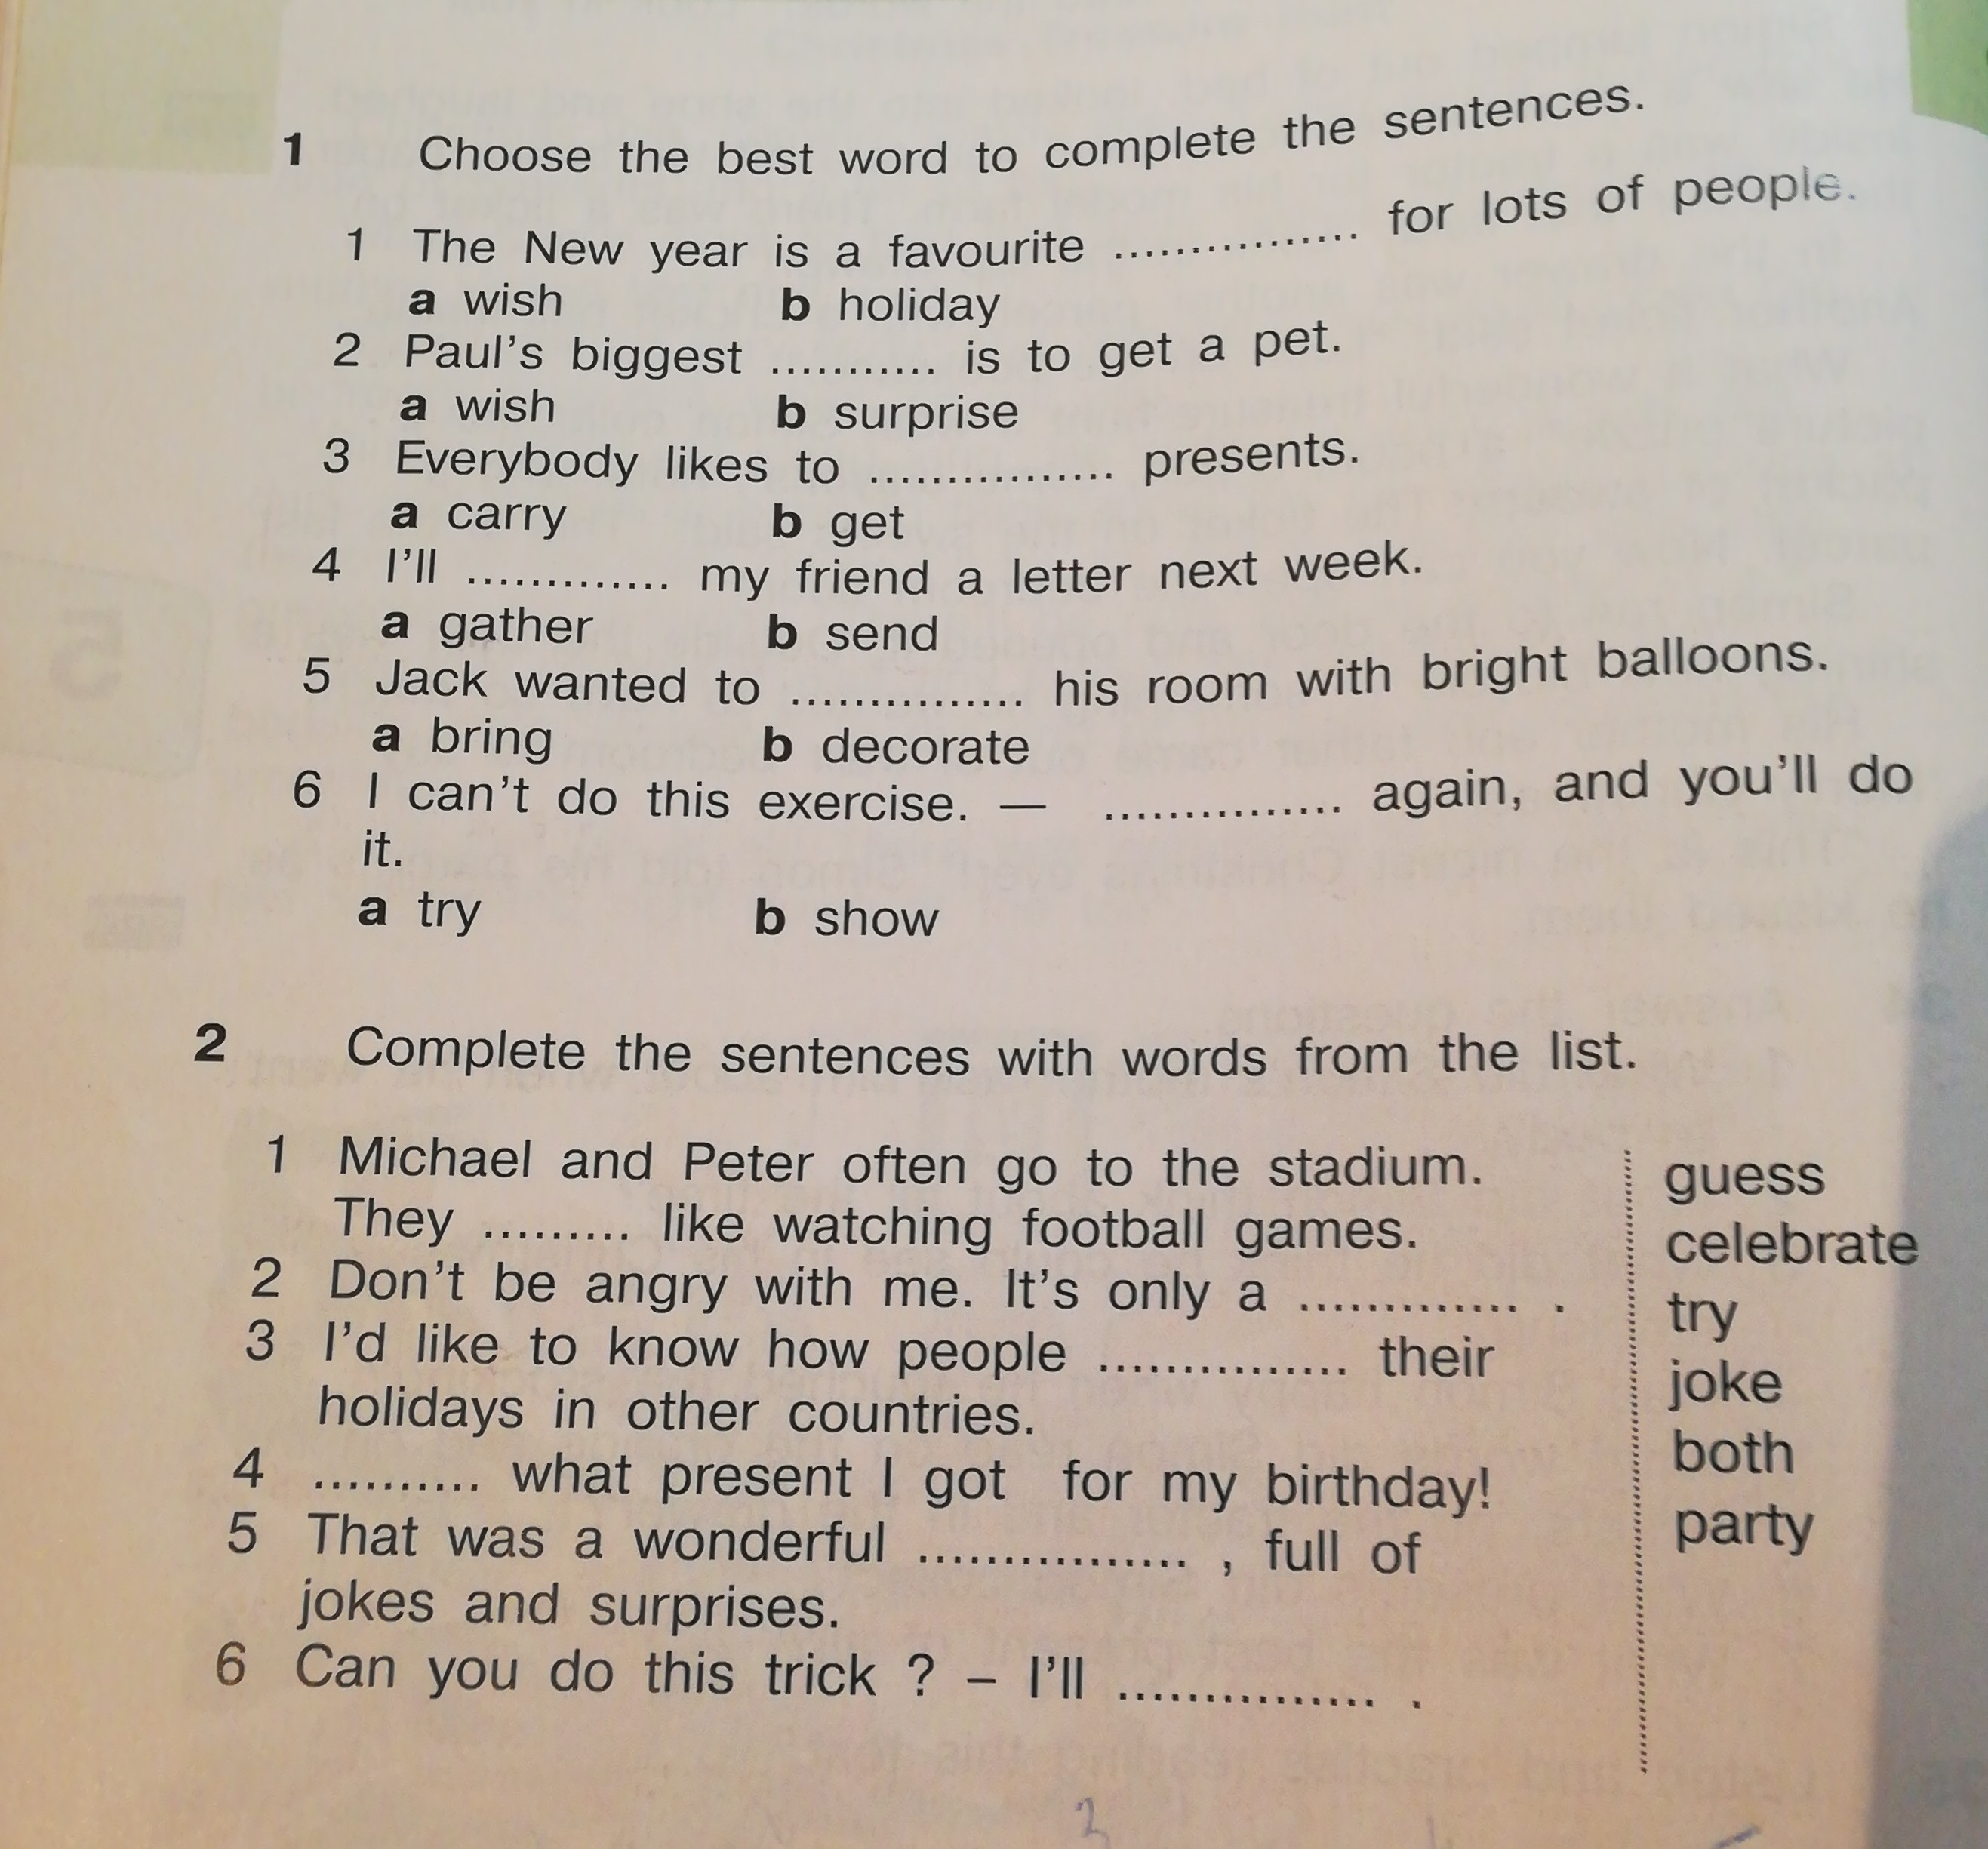 1 Choose the best word to complete the sentences.
1 The New year is a favourite ................ for lots of people.
a wish b holiday
2 Paul's biggest ........... is to get a pet.
a wish b surprise
3 Everybody likes to ................ presents.
a carry b get
4 I'll ............. my friend a letter next week.
a gather b send
5 Jack wanted to ............... his room with bright balloons.
a bring b decorate
6 I can't do this exercise. — ............... again, and you'll do
it.
a try b show
2 Complete the sentences with words from the list.
1 Michael and Peter often go to the stadium.
They ......... like watching football games.
2 Don't be angry with me. It's only a ............. .
3 I'd like to know how people ............... their
holidays in other countries.
4 .......... what present I got for my birthday!
5 That was a wonderful ................ , full of
jokes and surprises.
6 Can you do this trick ? – I'll ............... .
guess
celebrate
try
joke
both
party